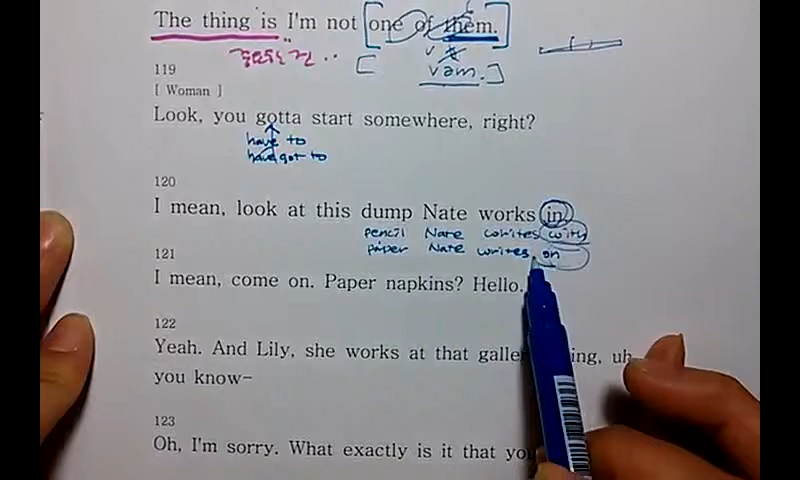 The thing is I'm not one of them.
vəm.
119
[ Woman ]
Look, you gotta start somewhere, right?
have to
have got to
120
I mean, look at this dump Nate works in
pencil Nate writes with
paper Nate writes on
121
I mean, come on. Paper napkins? Hello.
122
Yeah. And Lily, she works at that galle ing, uh
you know-
123
Oh, I'm sorry. What exactly is it that yo